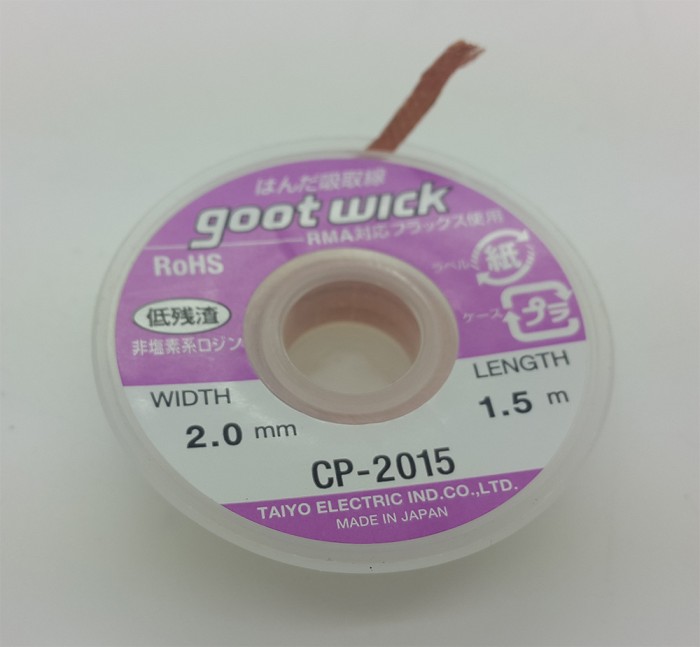 はんだ吸取線
goot wick
RMA対応フラックス使用
RoHS
ラベル 紙
低残渣
ケース プラ
非塩素系ロジン
WIDTH
2.0 mm
LENGTH
1.5 m
CP-2015
TAIYO ELECTRIC IND.CO.,LTD.
MADE IN JAPAN